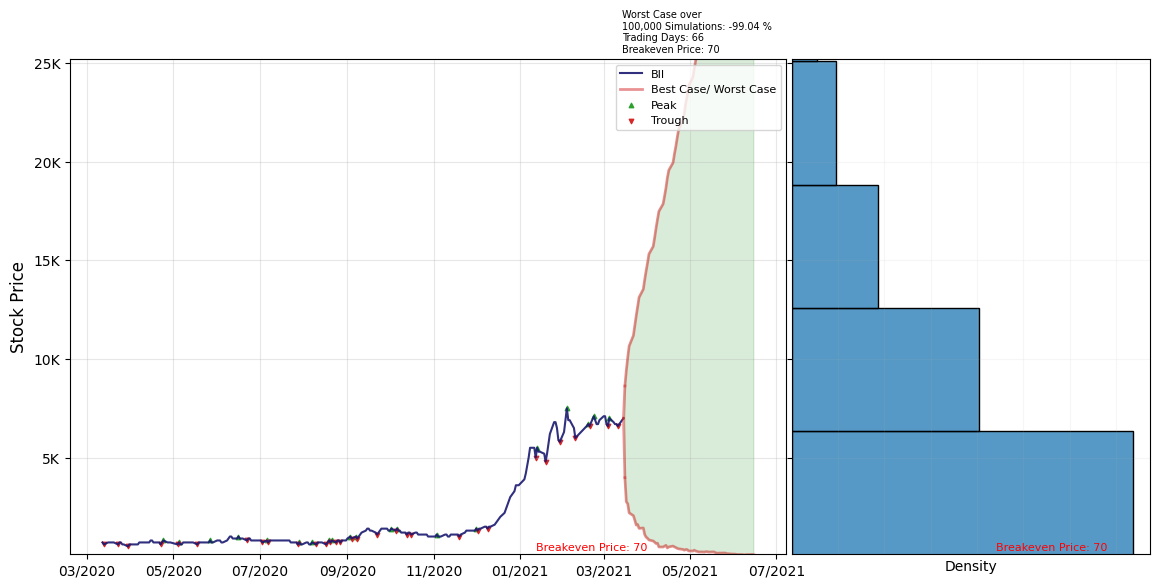 Worst Case over
100,000 Simulations: -99.04 %
Trading Days: 66
Breakeven Price: 70
25K
20K
15K
10K
5K
Stock Price
BII
Best Case/ Worst Case
Peak
Trough
Breakeven Price: 70
Breakeven Price: 70
03/2020 05/2020 07/2020 09/2020 11/2020 01/2021 03/2021 05/2021 07/2021
Density